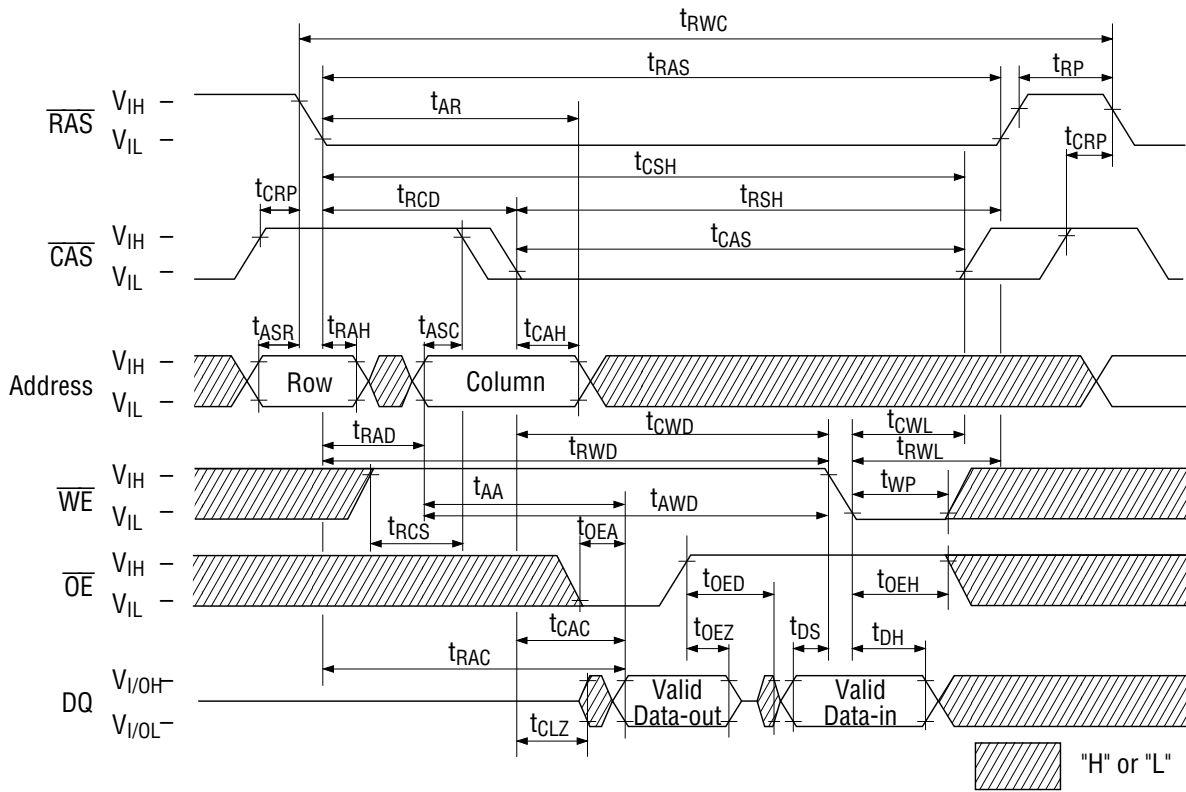 tRWC
tRAS
tRP
tAR
RAS
VIH
VIL
tCRP
tCSH
tCRP
tRCD
tRSH
tCAS
CAS
VIH
VIL
tASR
tRAH
tASC
tCAH
Address
VIH
VIL
Row
Column
tRAD
tCWD
tCWL
tRWD
tRWL
WE
VIH
VIL
tAA
tWP
tAWD
tRCS
tOEA
OE
VIH
VIL
tOED
tOEH
tCAC
tOEZ
tDS
tDH
tRAC
DQ
VI/OH
VI/OL
Valid
Data-out
Valid
Data-in
tCLZ
"H" or "L"